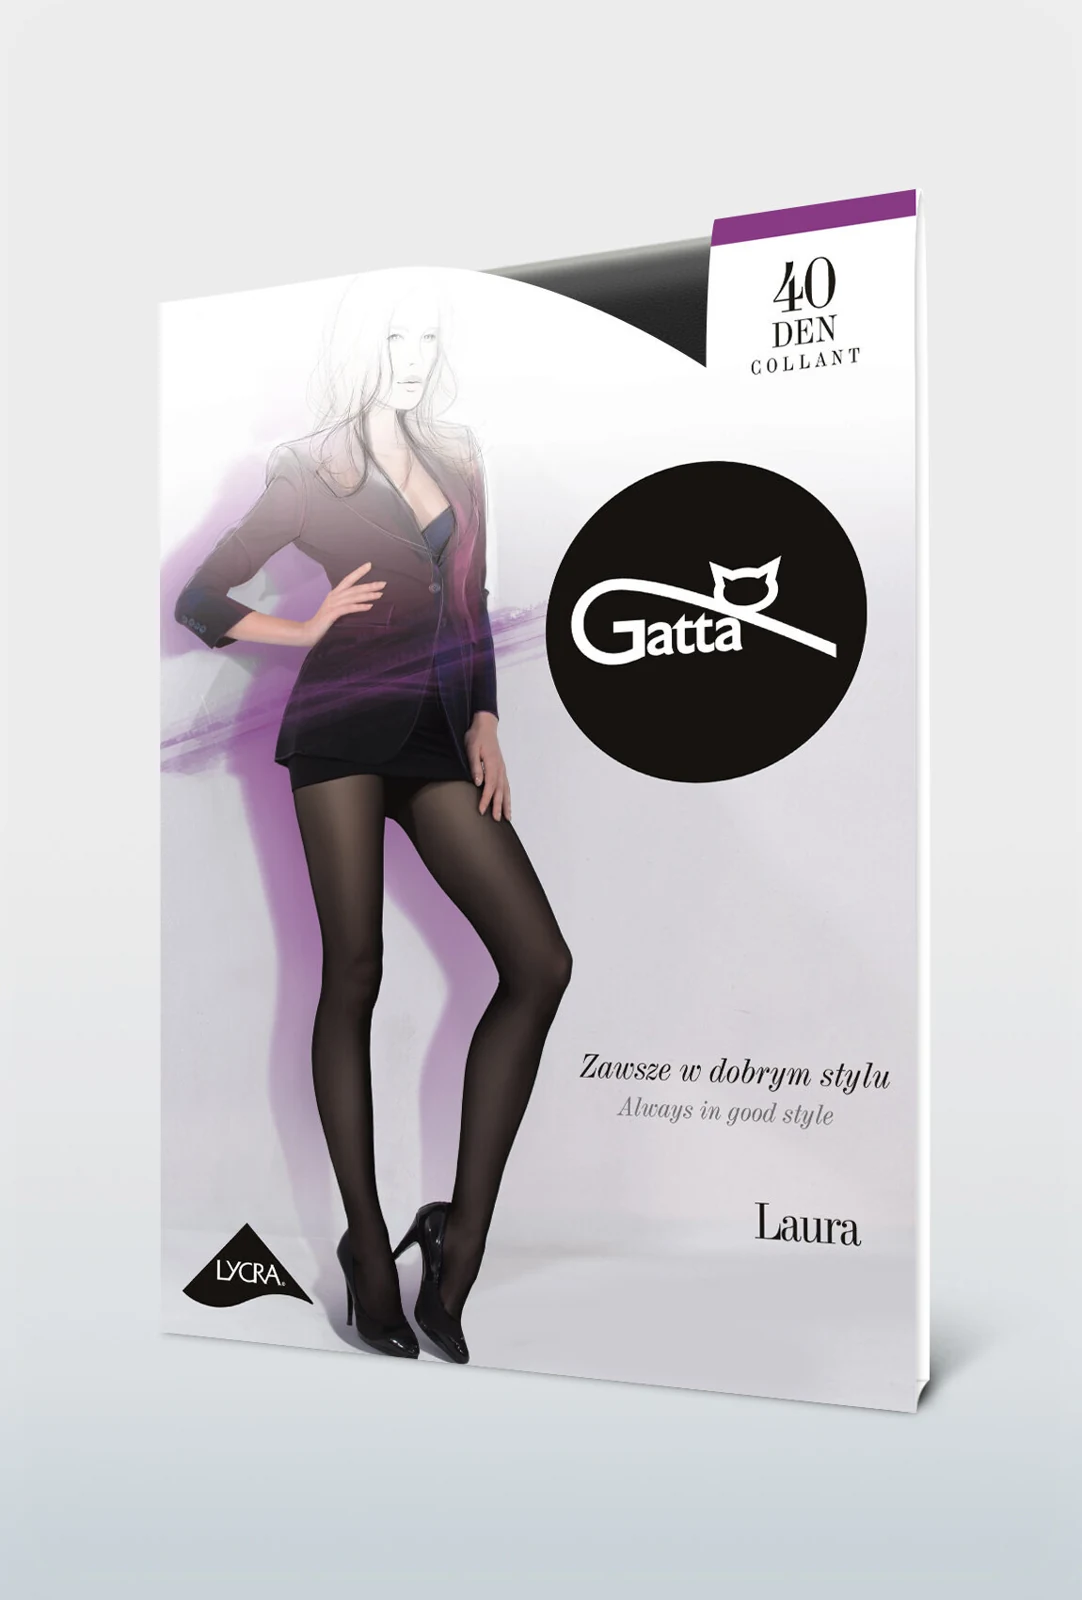 40
DEN
COLLANT
Gatta
Zawsze w dobrym stylu
Always in good style
Laura
LYCRA®